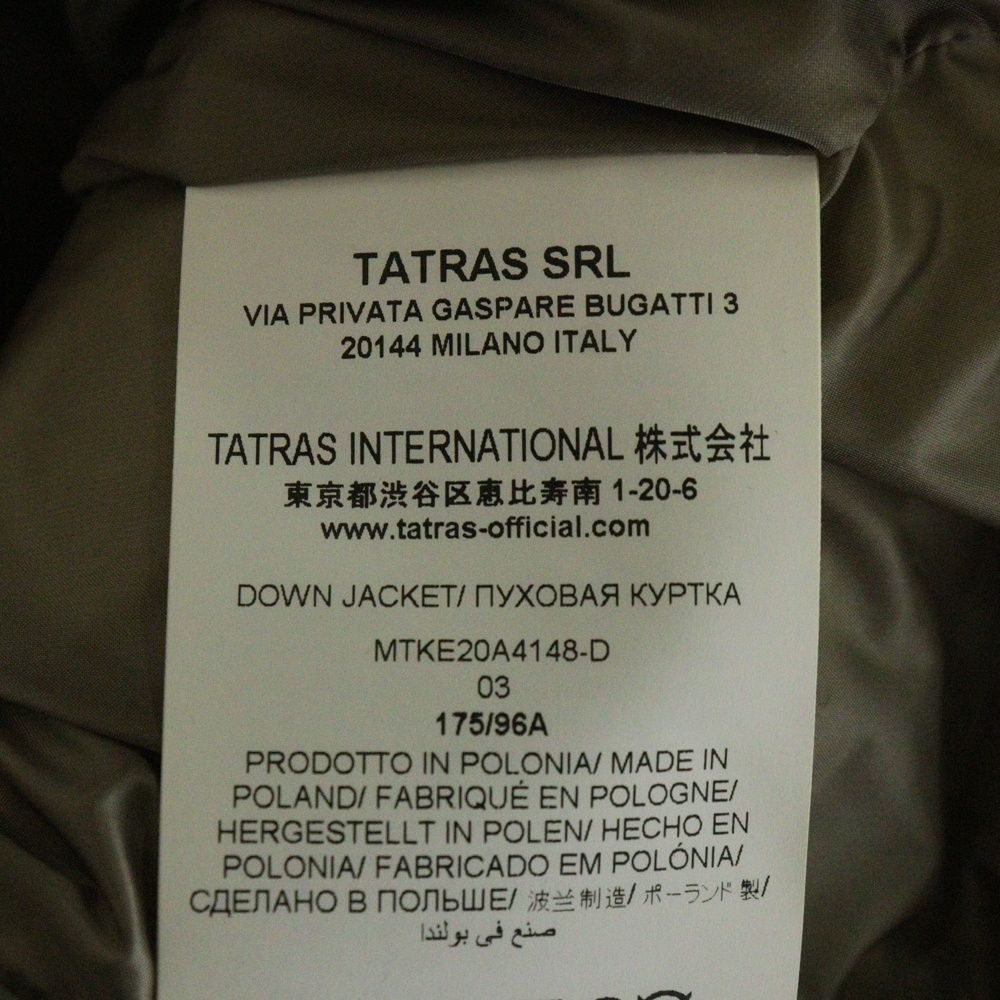 TATRAS SRL
VIA PRIVATA GASPARE BUGATTI 3
20144 MILANO ITALY
TATRAS INTERNATIONAL 株式会社
東京都渋谷区恵比寿南 1-20-6
www.tatras-official.com
DOWN JACKET/ ПУХОВАЯ КУРТКА
MTKE20A4148-D
03
175/96A
PRODOTTO IN POLONIA/ MADE IN
POLAND/ FABRIQUÉ EN POLOGNE/
HERGESTELLT IN POLEN/ HECHO EN
POLONIA/ FABRICADO EM POLÓNIA/
СДЕЛАНО В ПОЛЬШЕ/ 波兰制造/ ポーランド製/
صنع في بولندا